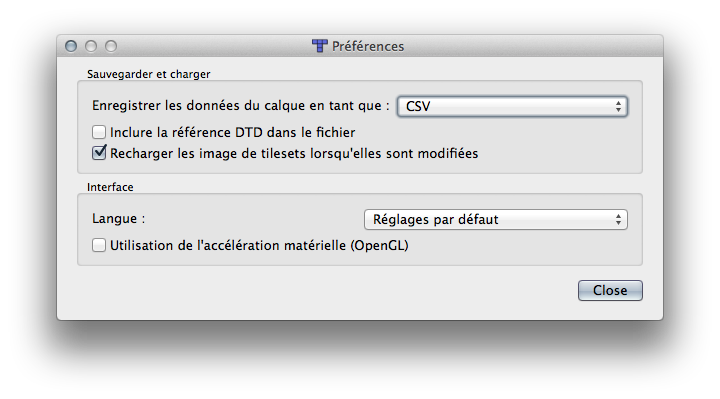 Préférences
Sauvegarder et charger
Enregistrer les données du calque en tant que : CSV
Inclure la référence DTD dans le fichier
Recharger les image de tilesets lorsqu'elles sont modifiées
Interface
Langue : Réglages par défaut
Utilisation de l'accélération matérielle (OpenGL)
Close